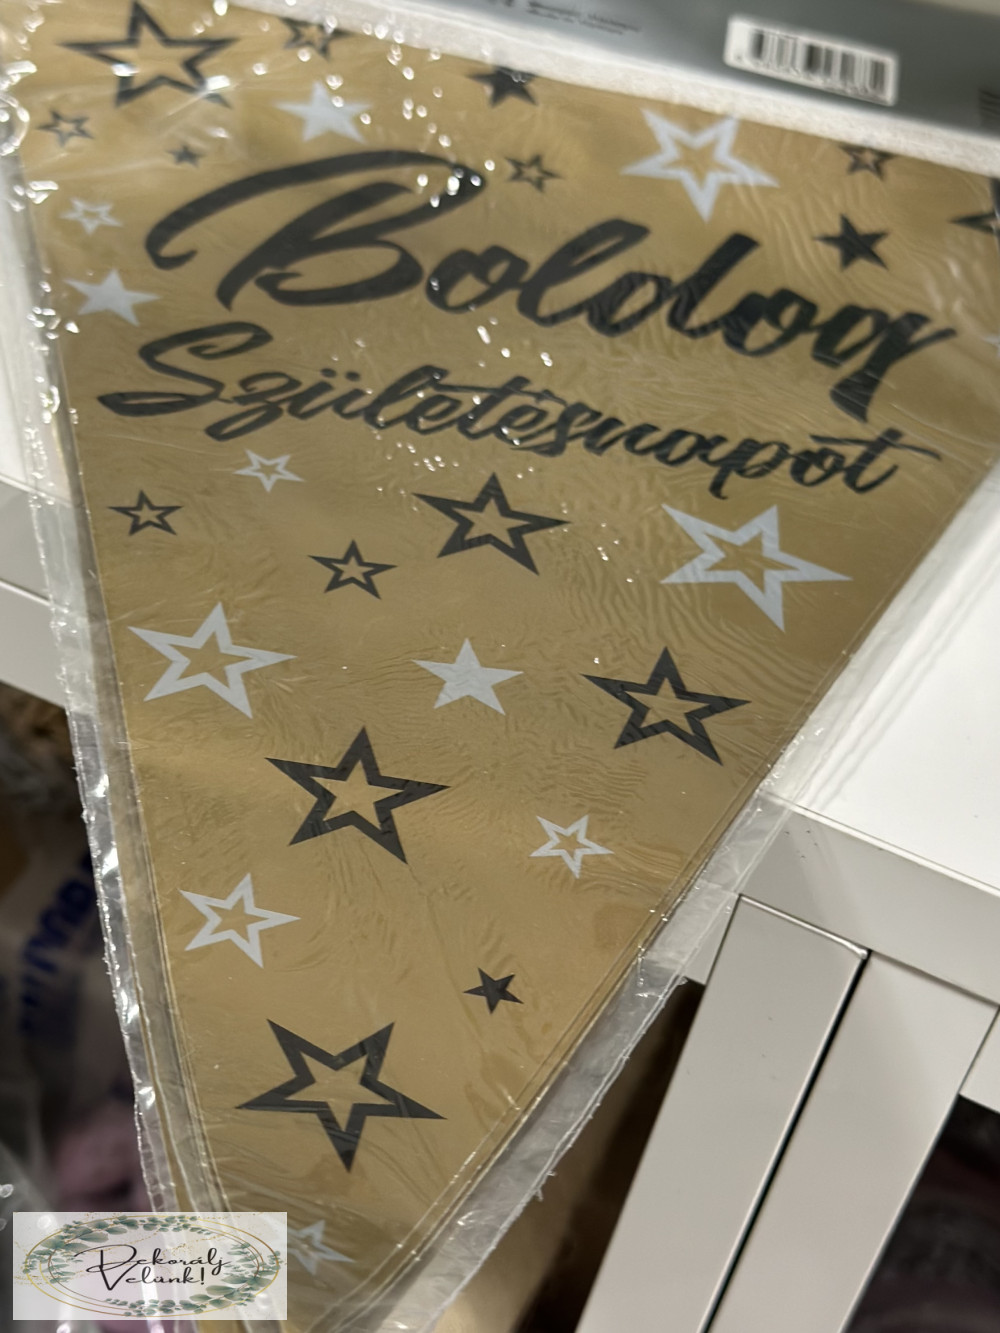 Boldog
Születésnapot
Dekorálj
Velünk!